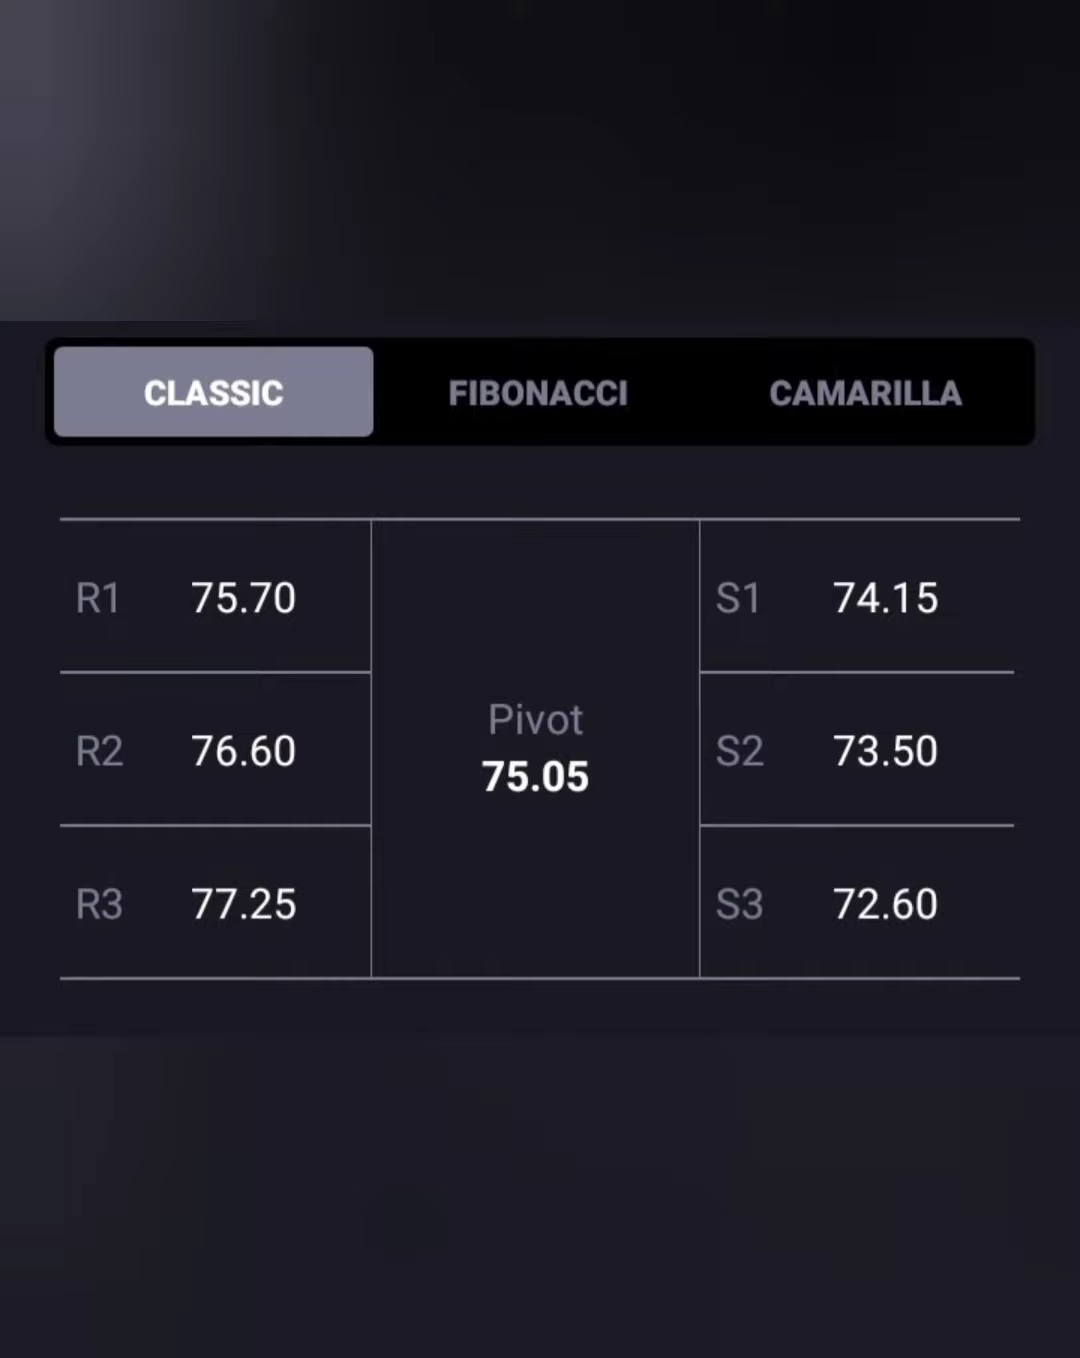 CLASSIC FIBONACCI CAMARILLA
R1 75.70 S1 74.15
Pivot
R2 76.60 75.05 S2 73.50
R3 77.25 S3 72.60